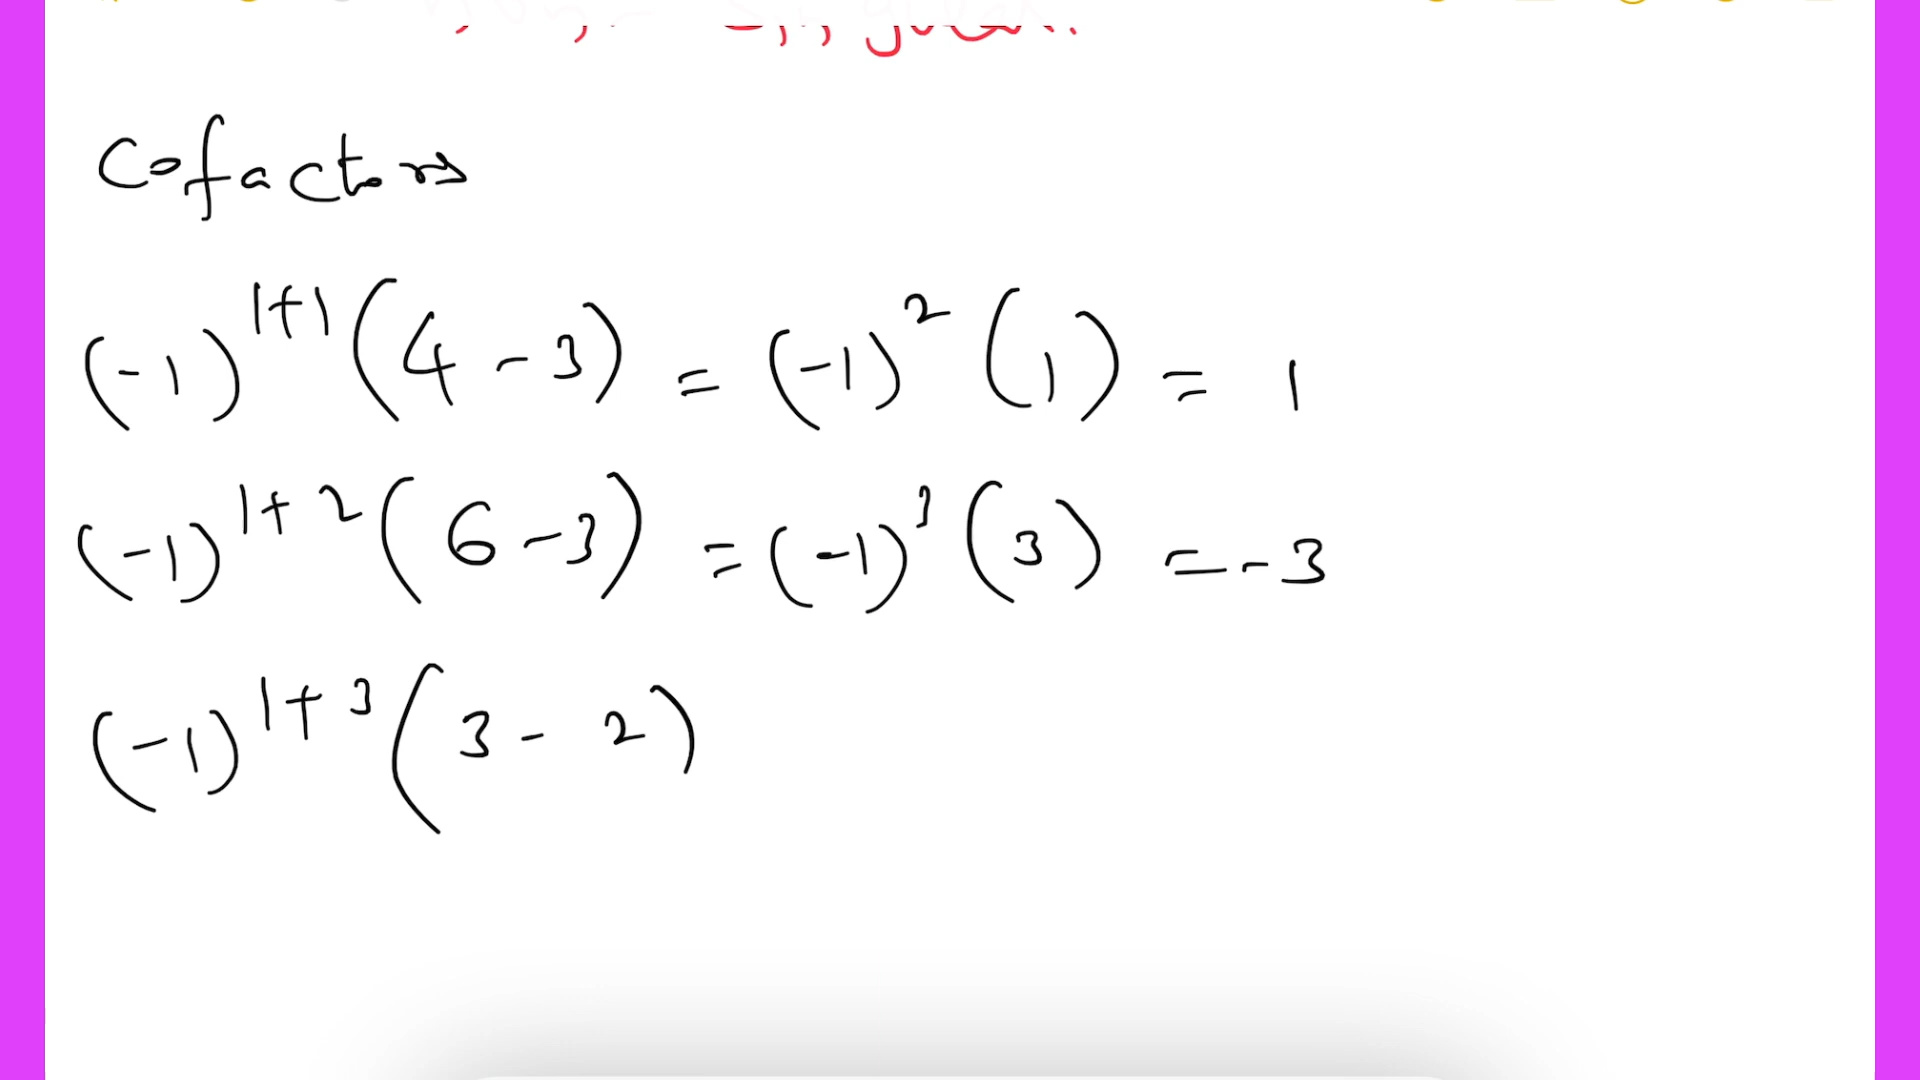 Cofactors
(-1)^{1+1} (4 - 3) = (-1)^2 (1) = 1
(-1)^{1+2} (6 - 3) = (-1)^3 (3) = -3
(-1)^{1+3} (3 - 2)